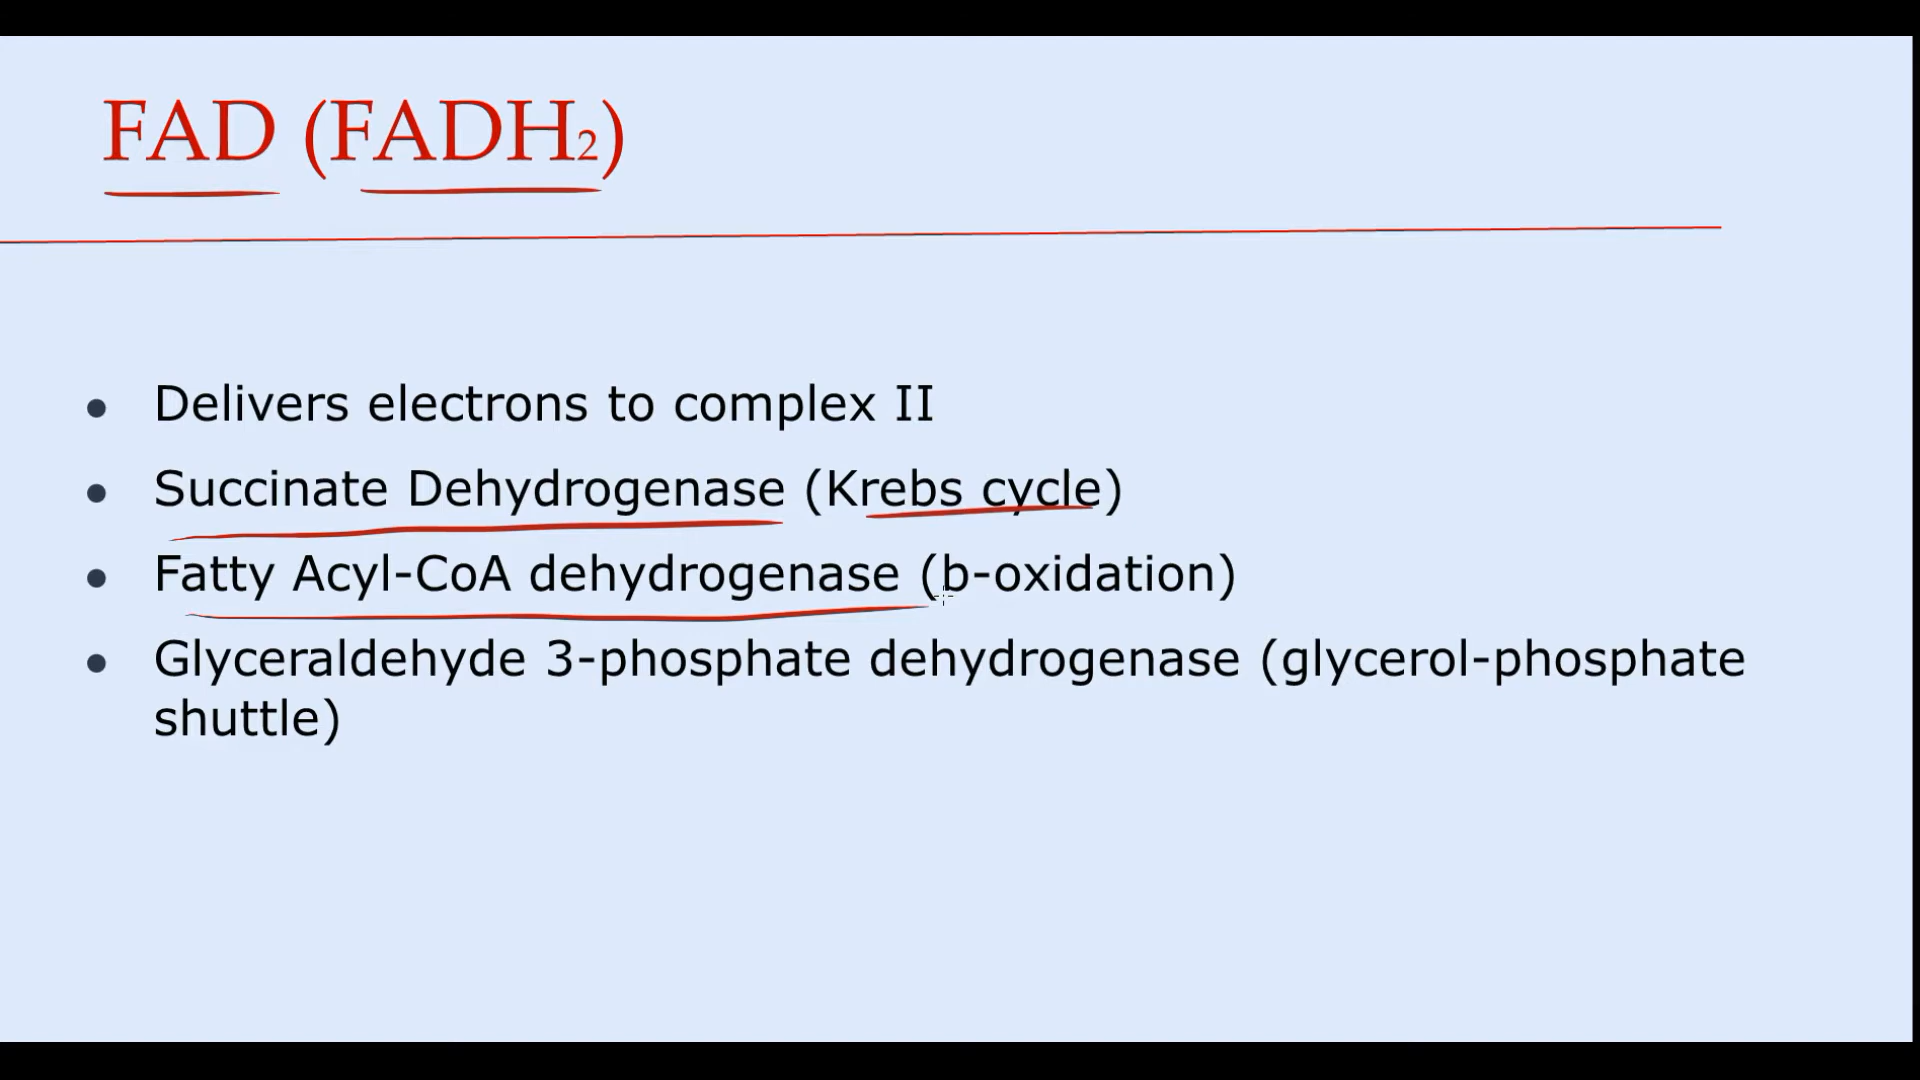 FAD (FADH₂)
● Delivers electrons to complex II
● Succinate Dehydrogenase (Krebs cycle)
● Fatty Acyl-CoA dehydrogenase (b-oxidation)
● Glyceraldehyde 3-phosphate dehydrogenase (glycerol-phosphate
shuttle)